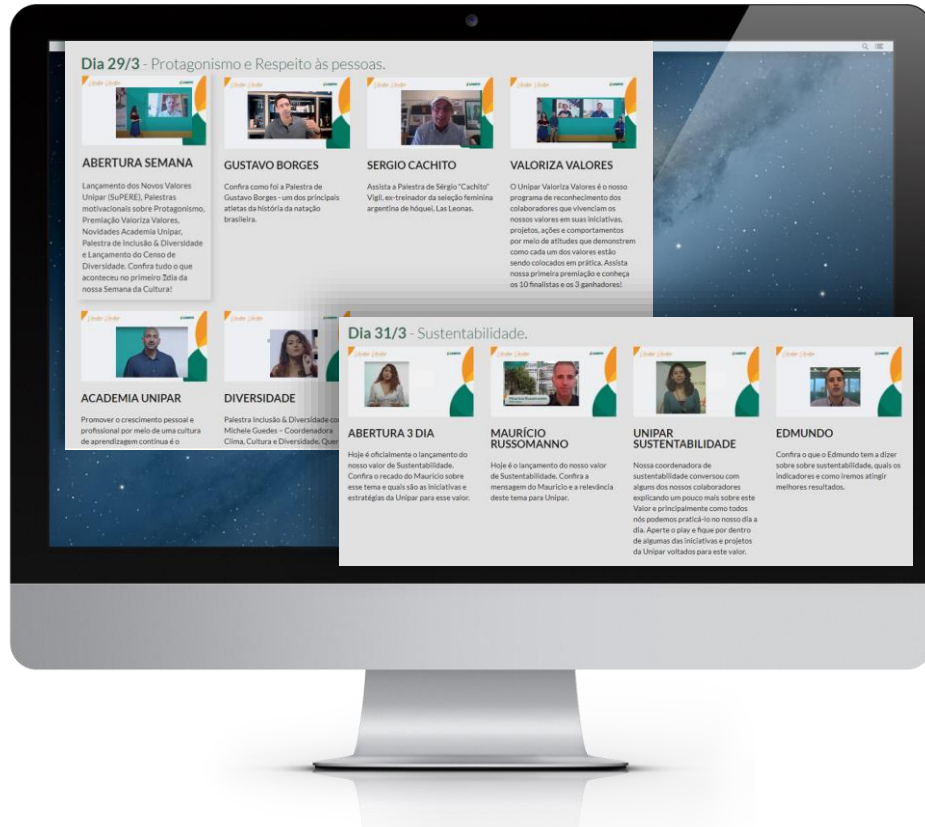 Dia 29/3 - Protagonismo e Respeito às pessoas.
ABERTURA SEMANA
Lançamento dos Novos Valores
Unipar (SuPERE), Palestras
motivacionais sobre Protagonismo,
Premiação Valoriza Valores,
Novidades Academia Unipar,
Palestra de Inclusão & Diversidade
e Lançamento do Censo de
Diversidade. Confira tudo o que
aconteceu no primeiro dia da
nossa Semana da Cultura!
GUSTAVO BORGES
Confira como foi a Palestra de
Gustavo Borges - um dos principais
atletas da história da natação
brasileira.
SERGIO CACHITO
Assista a Palestra de Sérgio "Cachito"
Vigil, ex-treinador da seleção feminina
argentina de hóquei, Las Leonas.
VALORIZA VALORES
O Unipar Valoriza Valores é o nosso
programa de reconhecimento dos
colaboradores que vivenciam os
nossos valores em suas iniciativas,
projetos, ações e comportamentos
por meio de atitudes que demonstrem
como cada um dos valores estão
sendo colocados em prática. Assista
nossa primeira premiação e conheça
os 10 finalistas e os 3 ganhadores!
ACADEMIA UNIPAR
Promover o crescimento pessoal e
profissional por meio de uma cultura
de aprendizagem contínua é o
DIVERSIDADE
Palestra Inclusão & Diversidade co
Michele Guedes - Coordenadora
Clima, Cultura e Diversidade, Quer
Dia 31/3 - Sustentabilidade.
ABERTURA 3 DIA
Hoje é oficialmente o lançamento do
nosso valor de Sustentabilidade.
Confira o recado do Maurício sobre
esse tema e quais são as iniciativas e
estratégias da Unipar para esse valor.
MAURÍCIO
RUSSOMANNO
Hoje é o lançamento do nosso valor
de Sustentabilidade. Confira a
mensagem do Mauricio e a relevância
deste tema para Unipar.
UNIPAR
SUSTENTABILIDADE
Nossa coordenadora de
sustentabilidade conversou com
alguns dos nossos colaboradores
explicando um pouco mais sobre este
Valor e principalmente como todos
nós podemos praticá-lo no nosso dia a
dia. Aperte o play e fique por dentro
de algumas das iniciativas e projetos
da Unipar voltados para este valor.
EDMUNDO
Confira o que o Edmundo tem a dizer
sobre sobre sustentabilidade, quais os
indicadores e como iremos atingir
melhores resultados.